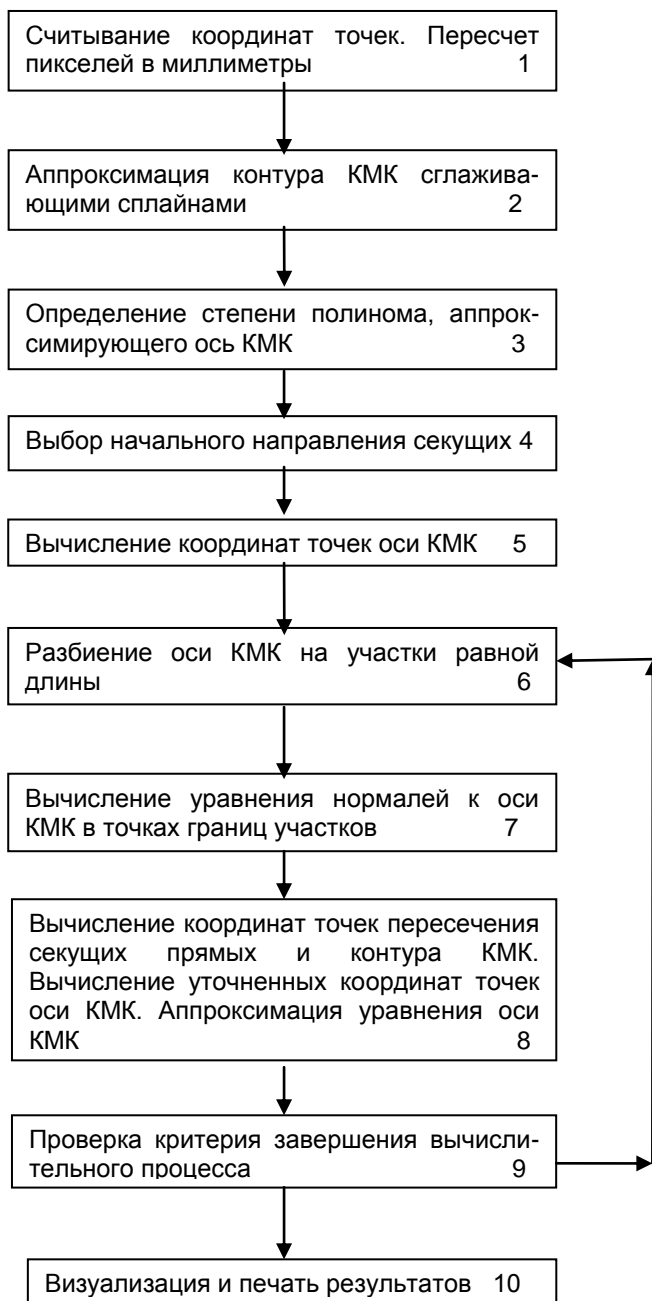 Считывание координат точек. Пересчет
пикселей в миллиметры 1
Аппроксимация контура КМК сглажива-
ющими сплайнами 2
Определение степени полинома, аппрок-
симирующего ось КМК 3
Выбор начального направления секущих 4
Вычисление координат точек оси КМК 5
Разбиение оси КМК на участки равной
длины 6
Вычисление уравнения нормалей к оси
КМК в точках границ участков 7
Вычисление координат точек пересечения
секущих прямых и контура КМК.
Вычисление уточненных координат точек
оси КМК. Аппроксимация уравнения оси
КМК 8
Проверка критерия завершения вычисли-
тельного процесса 9
Визуализация и печать результатов 10